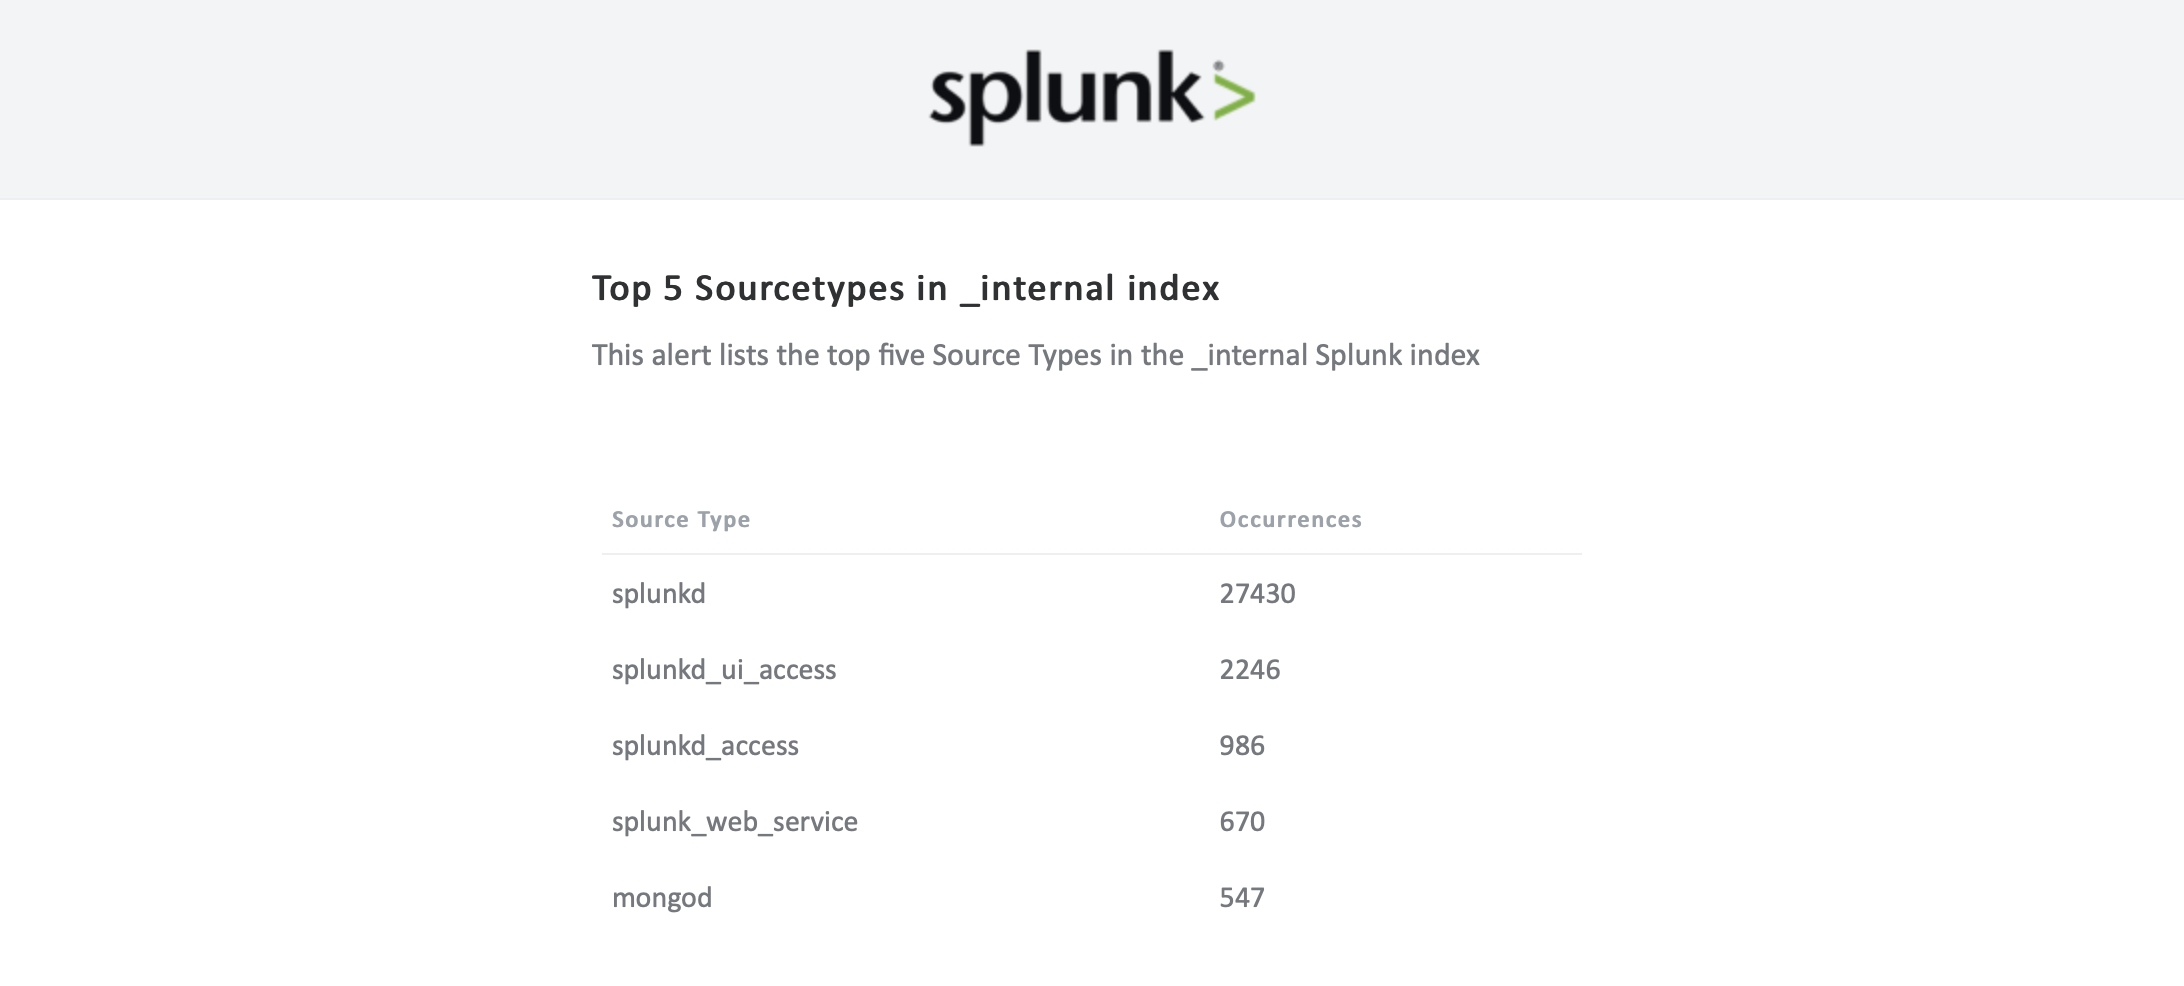 splunk>
Top 5 Sourcetypes in _internal index
This alert lists the top five Source Types in the _internal Splunk index
Source Type Occurrences
splunkd 27430
splunkd_ui_access 2246
splunkd_access 986
splunk_web_service 670
mongod 547